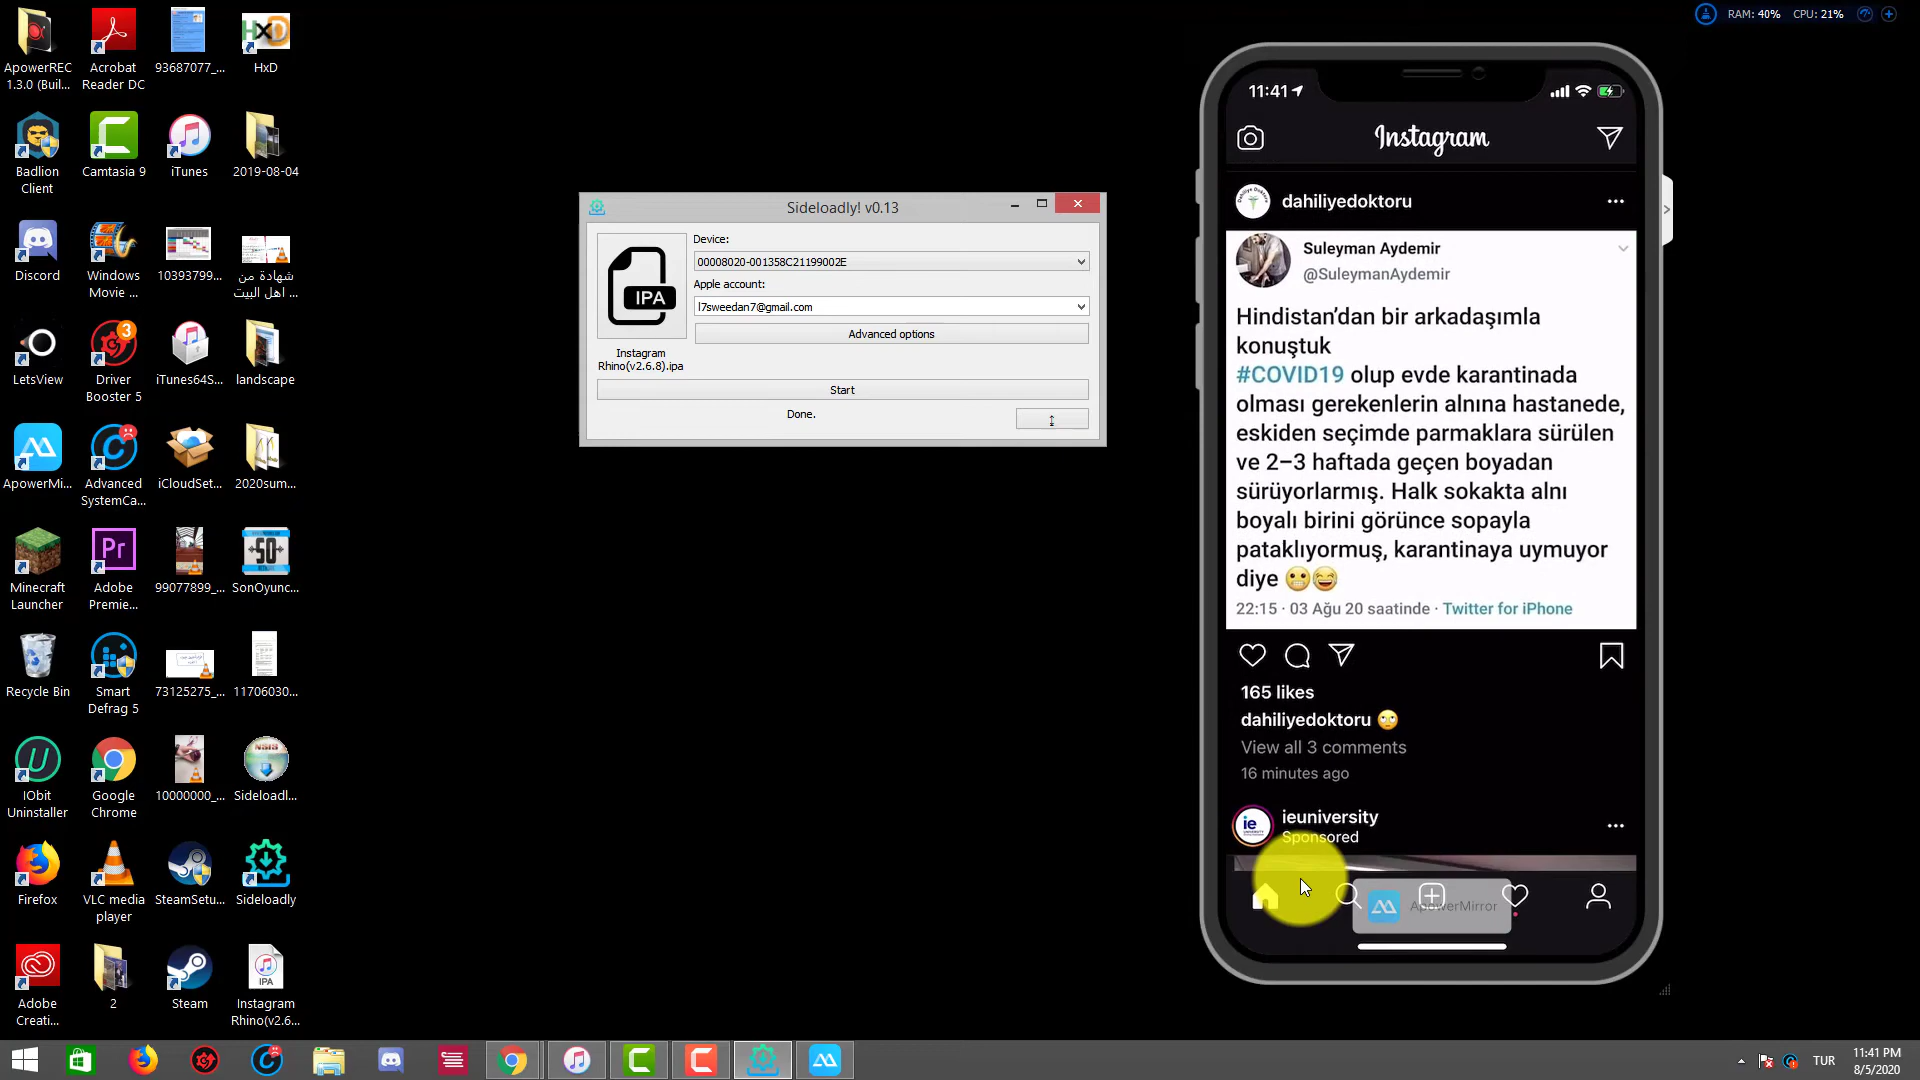 RAM: 40% CPU: 21%
ApowerREC
1.3.0 (Buil...
Acrobat
Reader DC
93687077_...
HxD
HxD
Badlion
Client
Camtasia 9
iTunes
2019-08-04
Discord
Windows
Movie ...
10393799...
شهادة من
اهل البيت ...
LetsView
3
Driver
Booster 5
iTunes64S...
landscape
ApowerMi...
Advanced
SystemCa...
iCloudSet...
2020sum...
Minecraft
Launcher
Pr
Adobe
Premie...
99077899_...
SO
SonOyunc...
Recycle Bin
Smart
Defrag 5
73125275_...
11706030...
IObit
Uninstaller
Google
Chrome
10000000_...
NSIS
Sideloadl...
Firefox
VLC media
player
SteamSetu...
Sideloadly
Adobe
Creati...
2
Steam
IPA
Instagram
Rhino(v2.6...
Sideloadly! v0.13
IPA
Instagram
Rhino(v2.6.8).ipa
Device:
00008020-001358C21199002E
Apple account:
l7sweedan7@gmail.com
Advanced options
Start
Done.
11:41
Instagram
dahiliyedoktoru
Suleyman Aydemir
@SuleymanAydemir
Hindistan’dan bir arkadaşımla
konuştuk
#COVID19 olup evde karantinada
olması gerekenlerin alnına hastanede,
eskiden seçimde parmaklara sürülen
ve 2–3 haftada geçen boyadan
sürüyorlarmış. Halk sokakta alnı
boyalı birini görünce sopayla
pataklıyormuş, karantinaya uymuyor
diye 😬😂
22:15 · 03 Ağu 20 saatinde · Twitter for iPhone
165 likes
dahiliyedoktoru 🙄
View all 3 comments
16 minutes ago
ie
ieuniversity
Sponsored
ApowerMirror
TUR
11:41 PM
8/5/2020